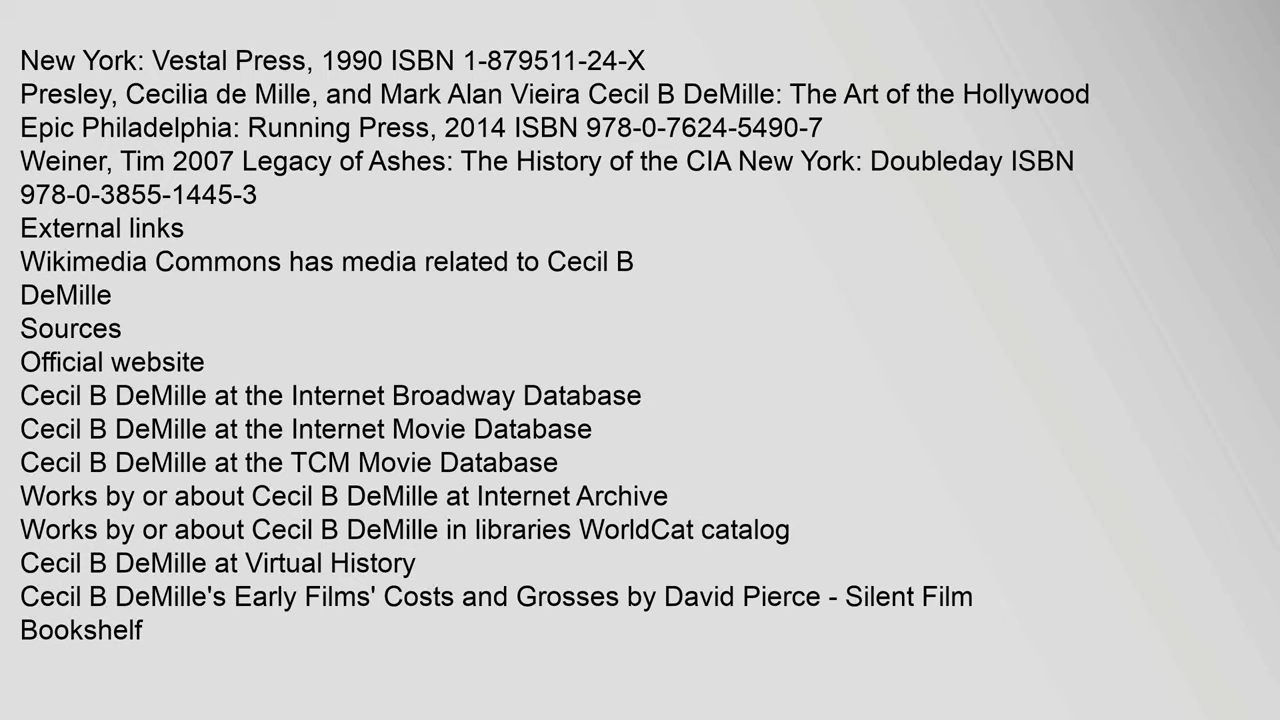 New York: Vestal Press, 1990 ISBN 1-879511-24-X
Presley, Cecilia de Mille, and Mark Alan Vieira Cecil B DeMille: The Art of the Hollywood
Epic Philadelphia: Running Press, 2014 ISBN 978-0-7624-5490-7
Weiner, Tim 2007 Legacy of Ashes: The History of the CIA New York: Doubleday ISBN
978-0-3855-1445-3
External links
Wikimedia Commons has media related to Cecil B
DeMille
Sources
Official website
Cecil B DeMille at the Internet Broadway Database
Cecil B DeMille at the Internet Movie Database
Cecil B DeMille at the TCM Movie Database
Works by or about Cecil B DeMille at Internet Archive
Works by or about Cecil B DeMille in libraries WorldCat catalog
Cecil B DeMille at Virtual History
Cecil B DeMille's Early Films' Costs and Grosses by David Pierce - Silent Film
Bookshelf